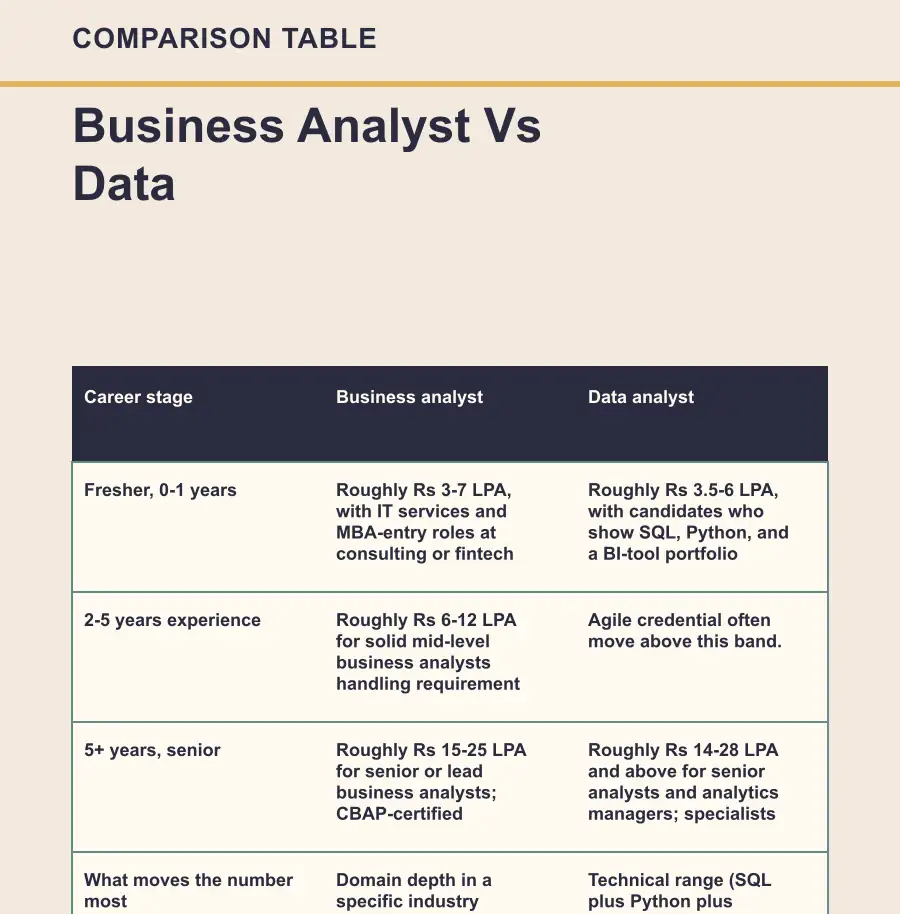 COMPARISON TABLE
Business Analyst Vs
Data
Career stage
Business analyst
Data analyst
Fresher, 0-1 years
Roughly Rs 3-7 LPA,
with IT services and
MBA-entry roles at
consulting or fintech
Roughly Rs 3.5-6 LPA,
with candidates who
show SQL, Python, and
a BI-tool portfolio
2-5 years experience
Roughly Rs 6-12 LPA
for solid mid-level
business analysts
handling requirement
Agile credential often
move above this band.
5+ years, senior
Roughly Rs 15-25 LPA
for senior or lead
business analysts;
CBAP-certified
Roughly Rs 14-28 LPA
and above for senior
analysts and analytics
managers; specialists
What moves the number
most
Domain depth in a
specific industry
Technical range (SQL
plus Python plus